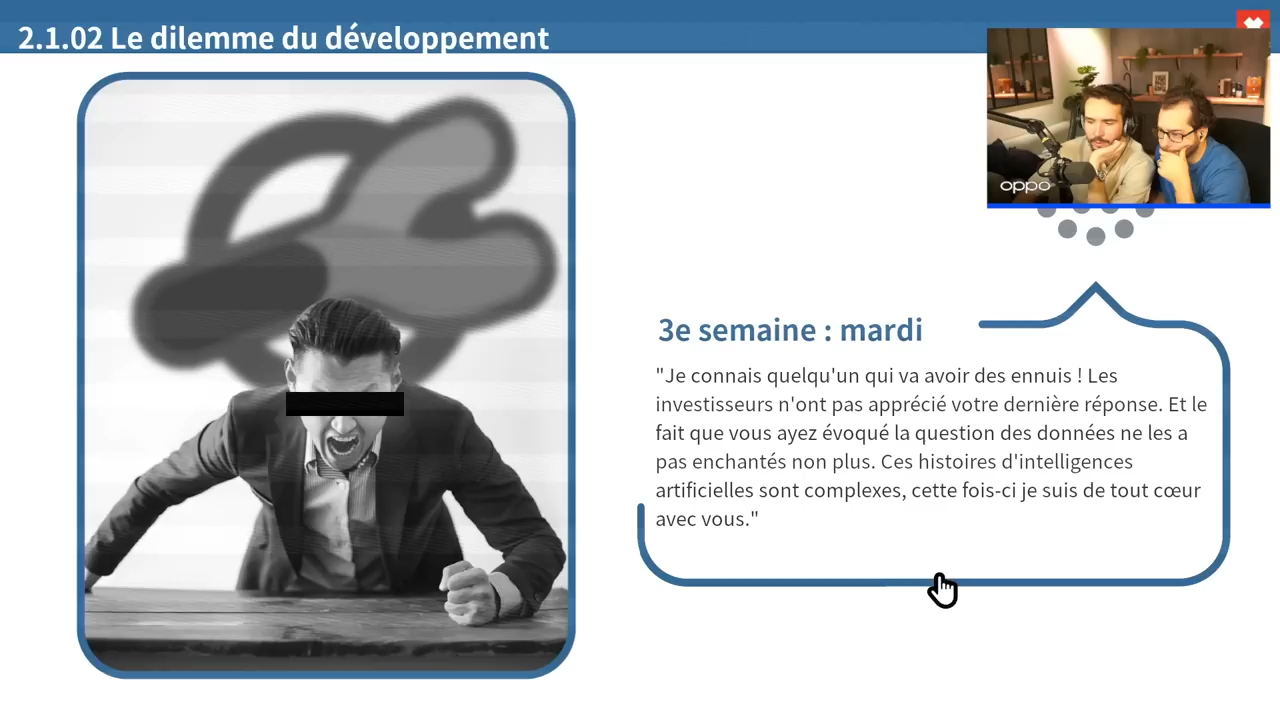 2.1.02 Le dilemme du développement
oppo
3e semaine : mardi
"Je connais quelqu'un qui va avoir des ennuis ! Les
investisseurs n'ont pas apprécié votre dernière réponse. Et le
fait que vous ayez évoqué la question des données ne les a
pas enchantés non plus. Ces histoires d'intelligences
artificielles sont complexes, cette fois-ci je suis de tout cœur
avec vous."